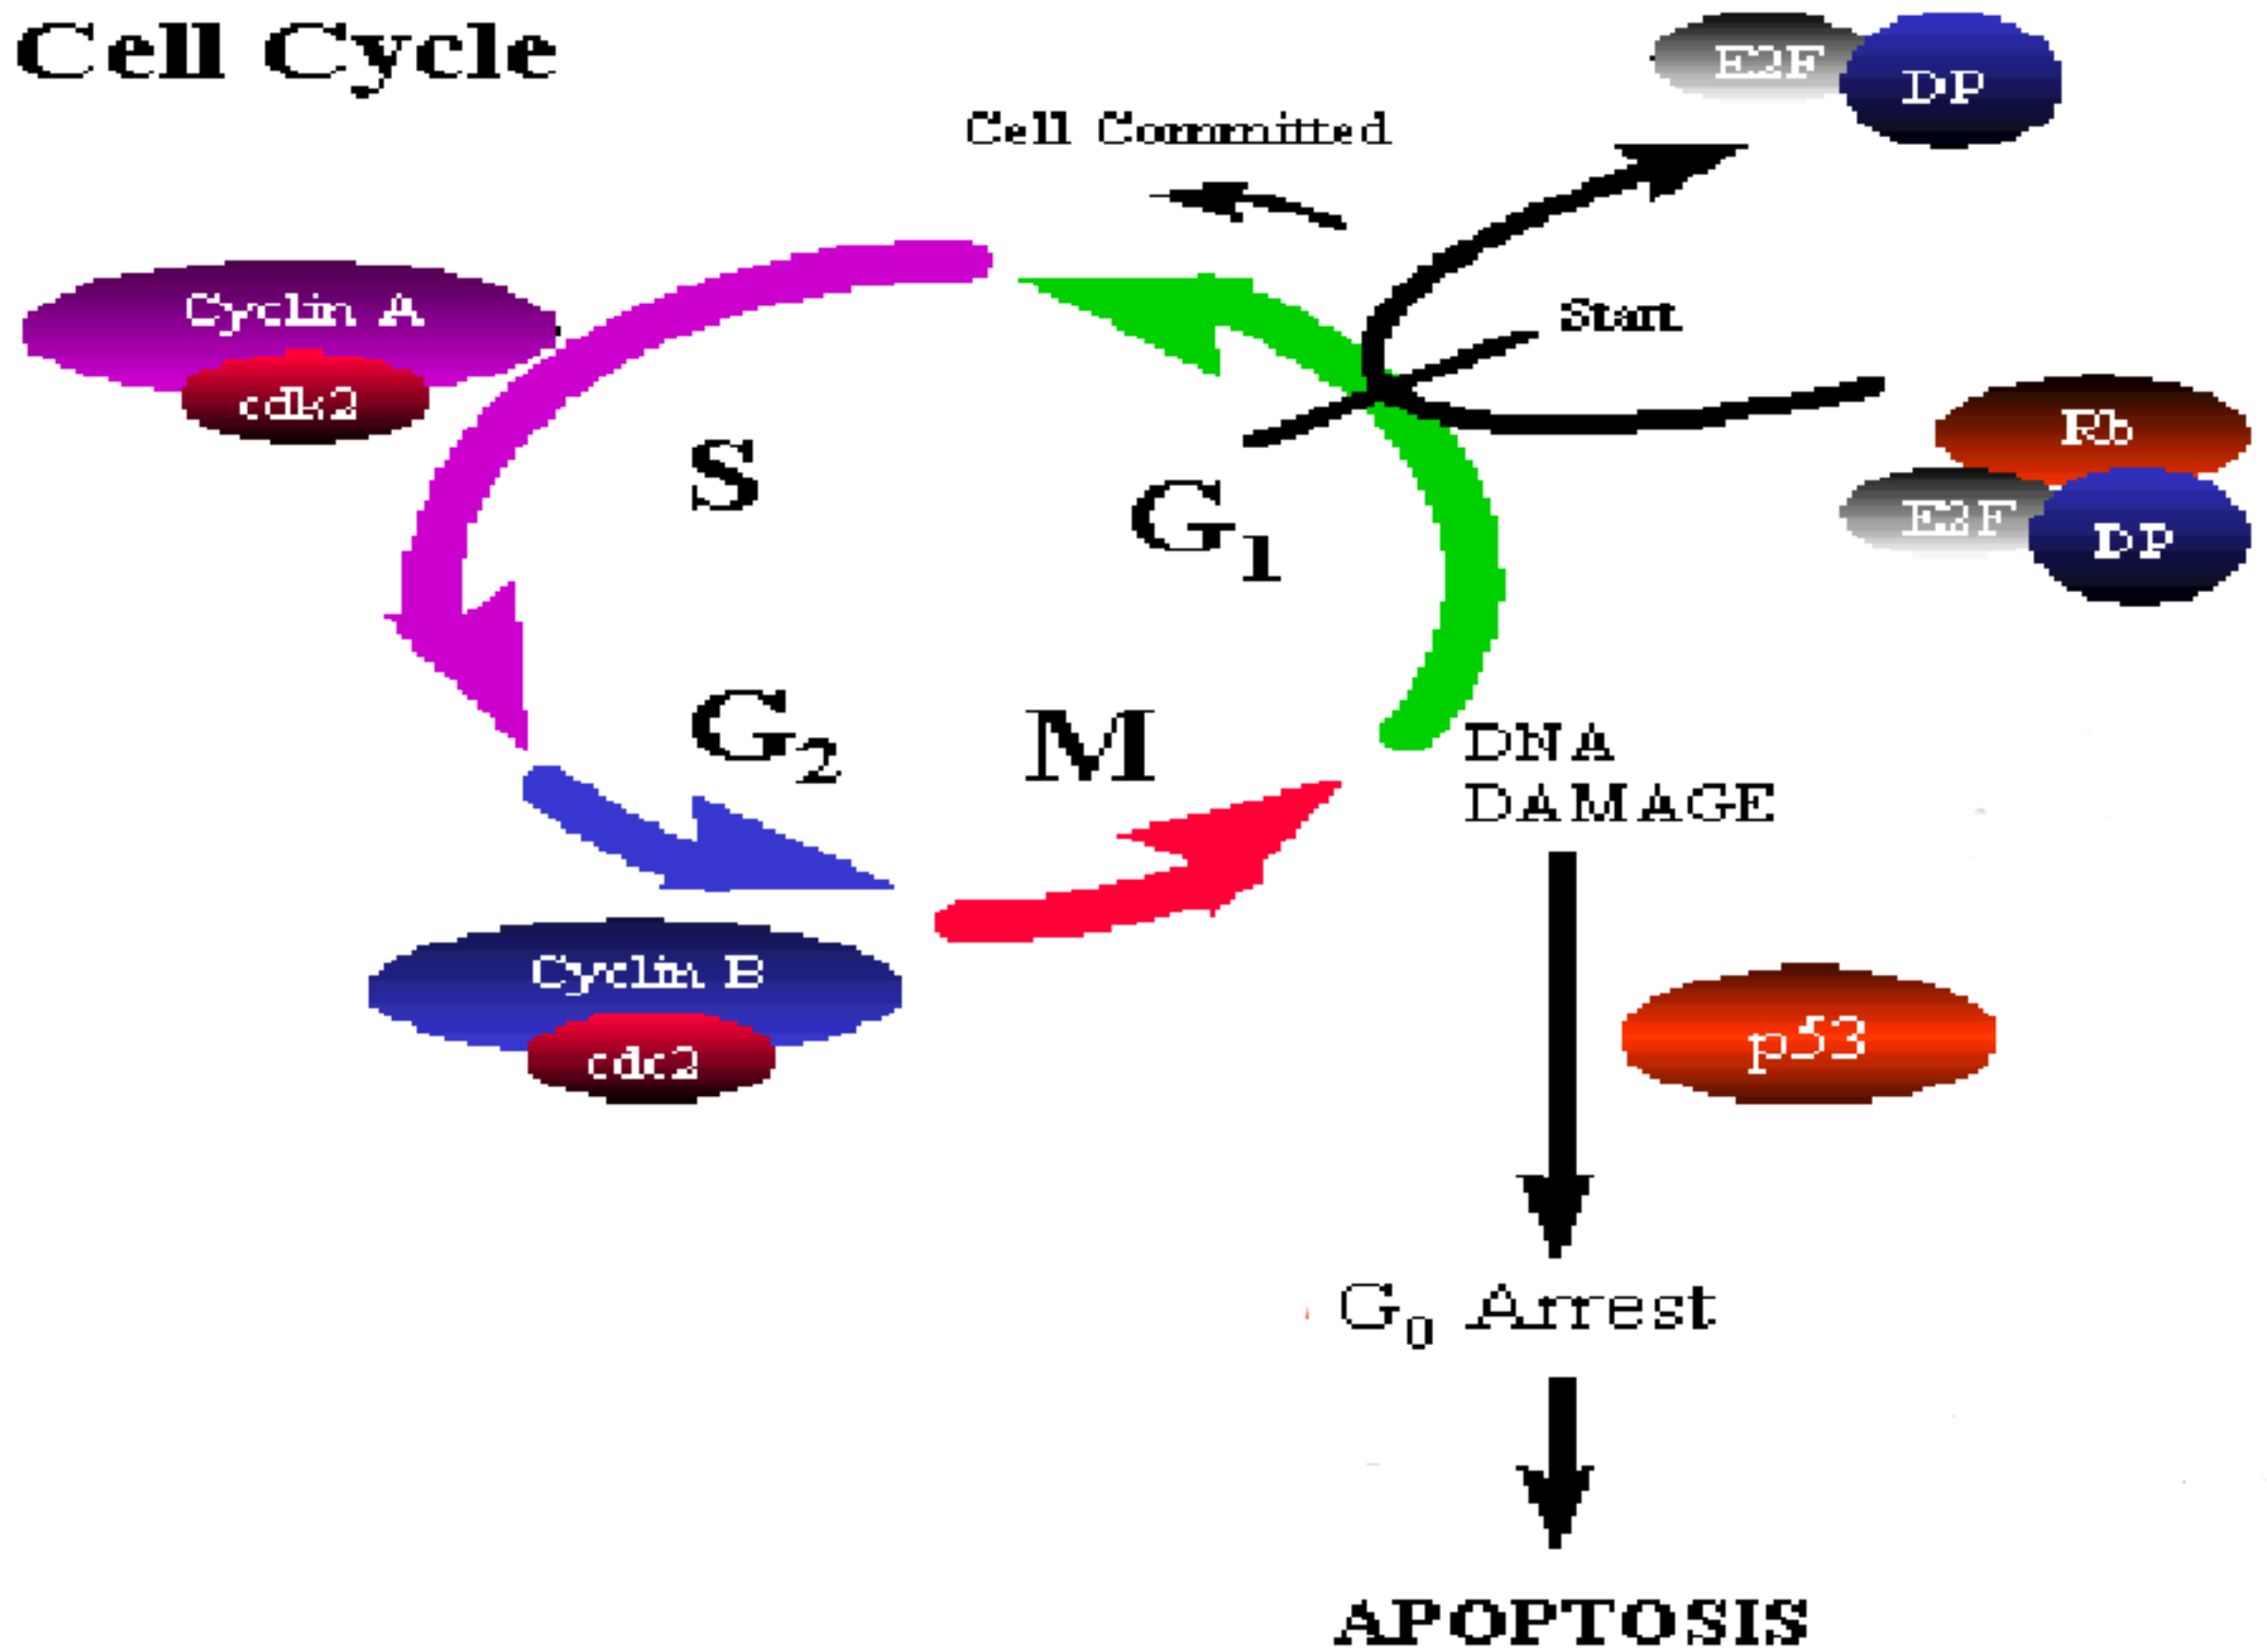 Cell Cycle
E2F
DP
Cell Committed
Start
Cyclin A
cdk2
Rb
E2F
DP
S
G1
G2
M
DNA
DAMAGE
Cyclin B
cdc2
p53
G0 Arrest
APOPTOSIS